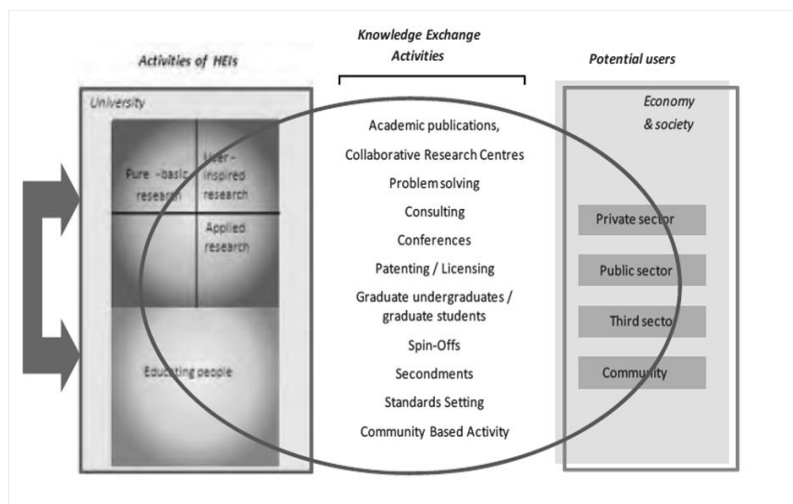 Activities of HEIs
Knowledge Exchange
Activities
Potential users
University
Pure -basic
research
User -
inspired
research
Applied
research
Educating people
Academic publications,
Collaborative Research Centres
Problem solving
Consulting
Conferences
Patenting / Licensing
Graduate undergraduates /
graduate students
Spin-Offs
Secondments
Standards Setting
Community Based Activity
Economy
& society
Private sector
Public sector
Third secto
Community